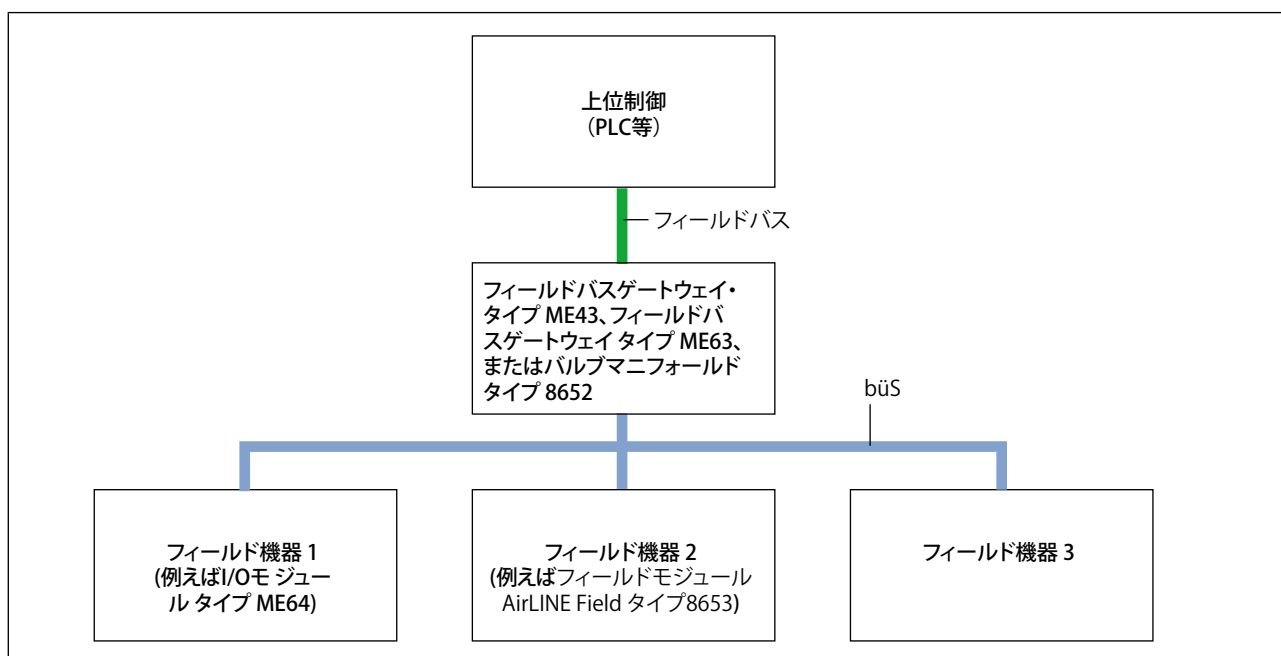 上位制御
（PLC等）
フィールドバス
フィールドバスゲートウェイ・
タイプ ME43、フィールドバ
スゲートウェイ タイプ ME63、
またはバルブマニフォールド
タイプ 8652
büS
フィールド機器 1
(例えばI/Oモ ジュー
ル タイプ ME64)
フィールド機器 2
(例えばフィールドモジュール
AirLINE Field タイプ8653)
フィールド機器 3